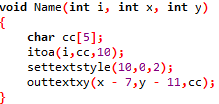 void Name(int i, int x, int y)
{
char cc[5];
itoa(i,cc,10);
settextstyle(10,0,2);
outtextxy(x - 7,y - 11,cc);
}